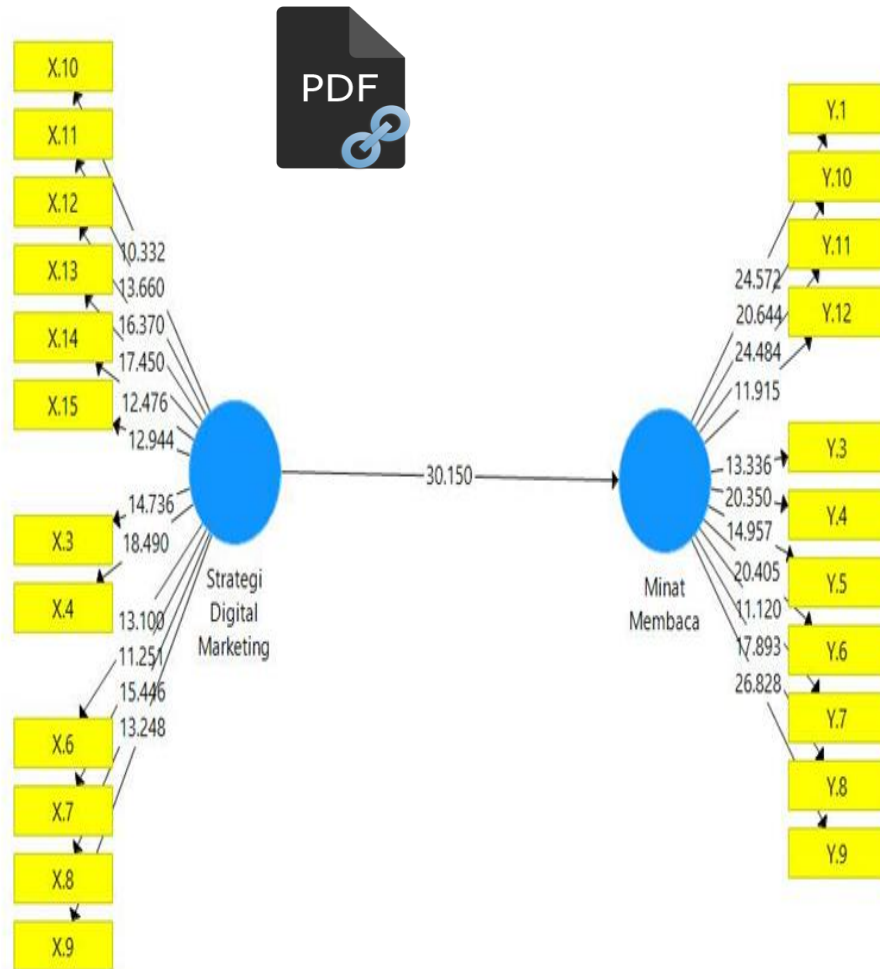 PDF
X.10
X.11
X.12
X.13
X.14
X.15
X.3
X.4
X.6
X.7
X.8
X.9
10.332
13.660
16.370
17.450
12.476
12.944
14.736
18.490
13.100
11.251
15.446
13.248
Strategi
Digital
Marketing
30.150
Minat
Membaca
24.572
20.644
24.484
11.915
13.336
20.350
14.957
20.405
11.120
17.893
26.828
Y.1
Y.10
Y.11
Y.12
Y.3
Y.4
Y.5
Y.6
Y.7
Y.8
Y.9